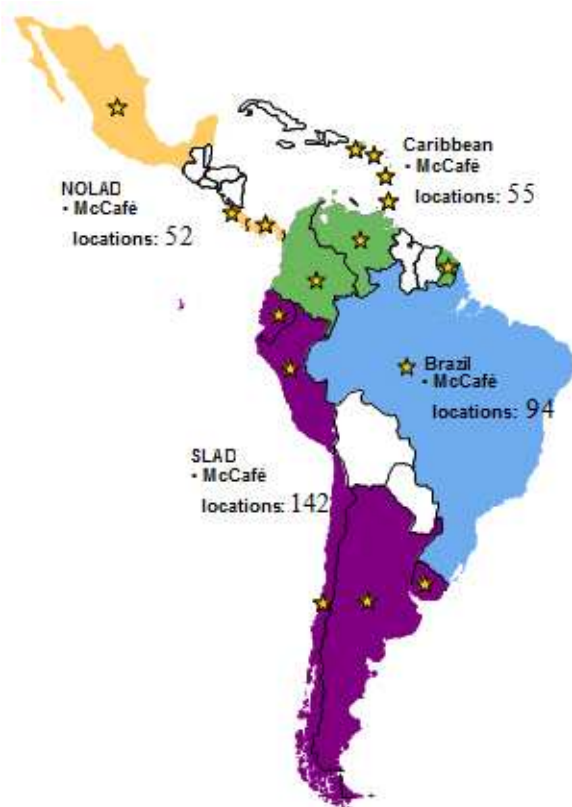 Caribbean
• McCafé
locations: 55
NOLAD
• McCafé
locations: 52
Brazil
• McCafé
locations: 94
SLAD
• McCafé
locations: 142